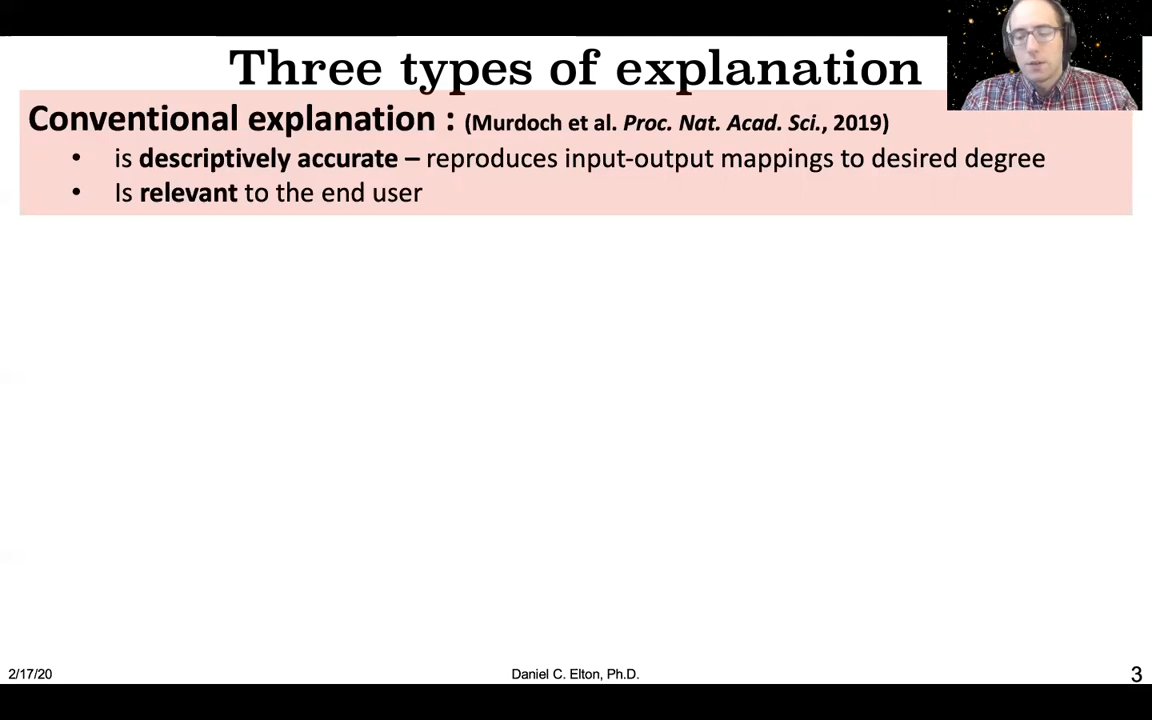 Three types of explanation
Conventional explanation : (Murdoch et al. Proc. Nat. Acad. Sci., 2019)
• is descriptively accurate – reproduces input-output mappings to desired degree
• Is relevant to the end user
2/17/20
Daniel C. Elton, Ph.D.
3